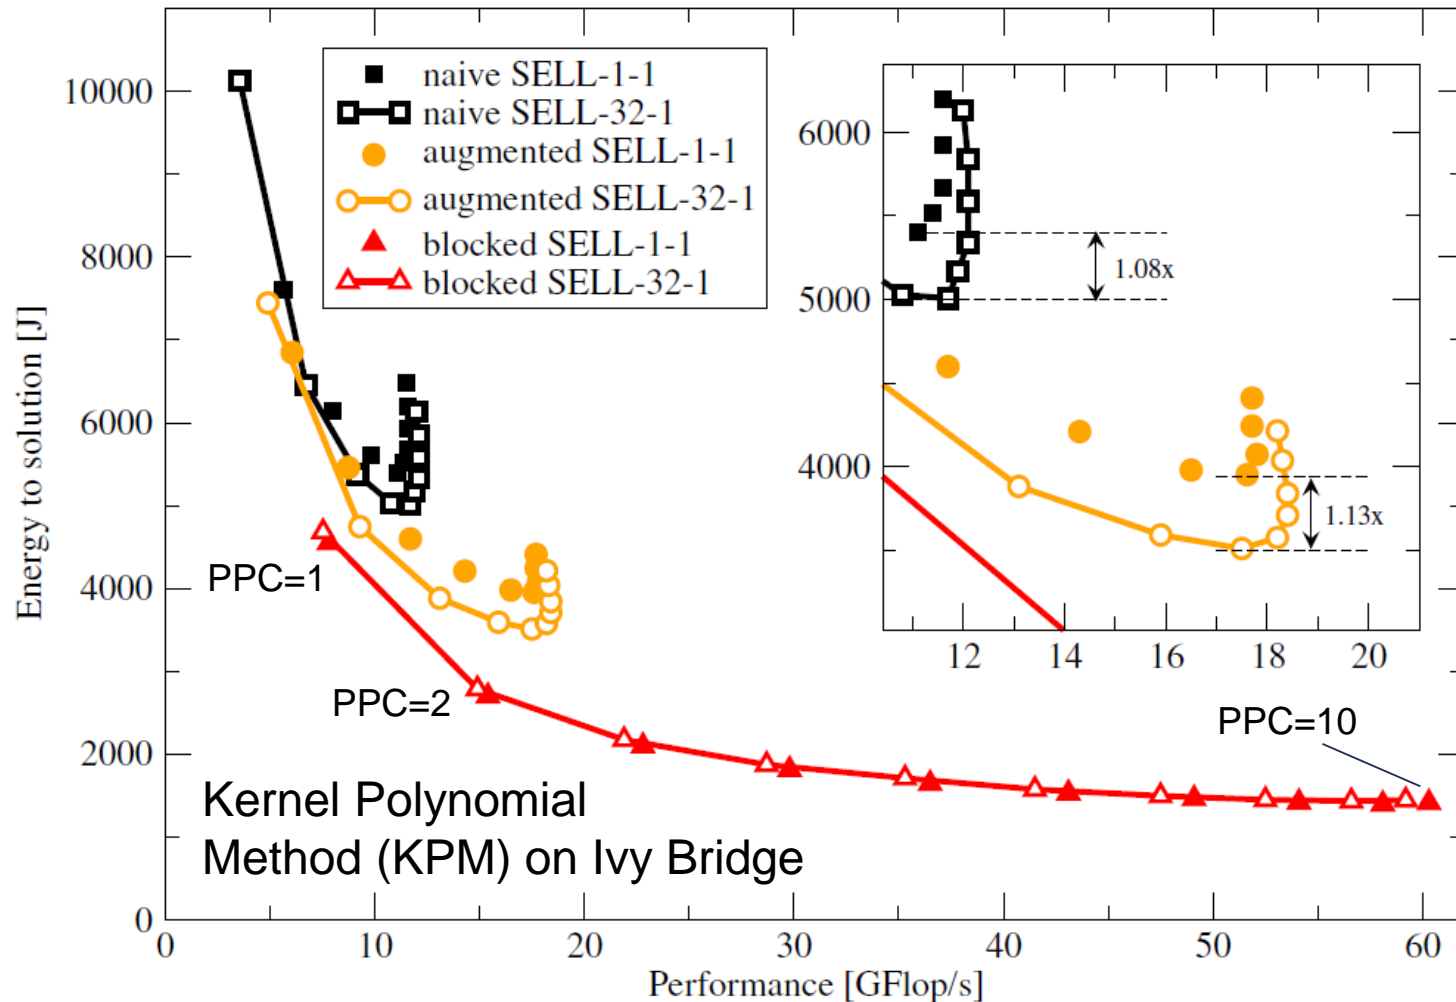 10000
8000
6000
4000
2000
0
Energy to solution [J]
naive SELL-1-1
naive SELL-32-1
augmented SELL-1-1
augmented SELL-32-1
blocked SELL-1-1
blocked SELL-32-1
6000
5000
4000
1.08x
1.13x
12 14 16 18 20
PPC=1
PPC=2
PPC=10
Kernel Polynomial
Method (KPM) on Ivy Bridge
0 10 20 30 40 50 60
Performance [GFlop/s]